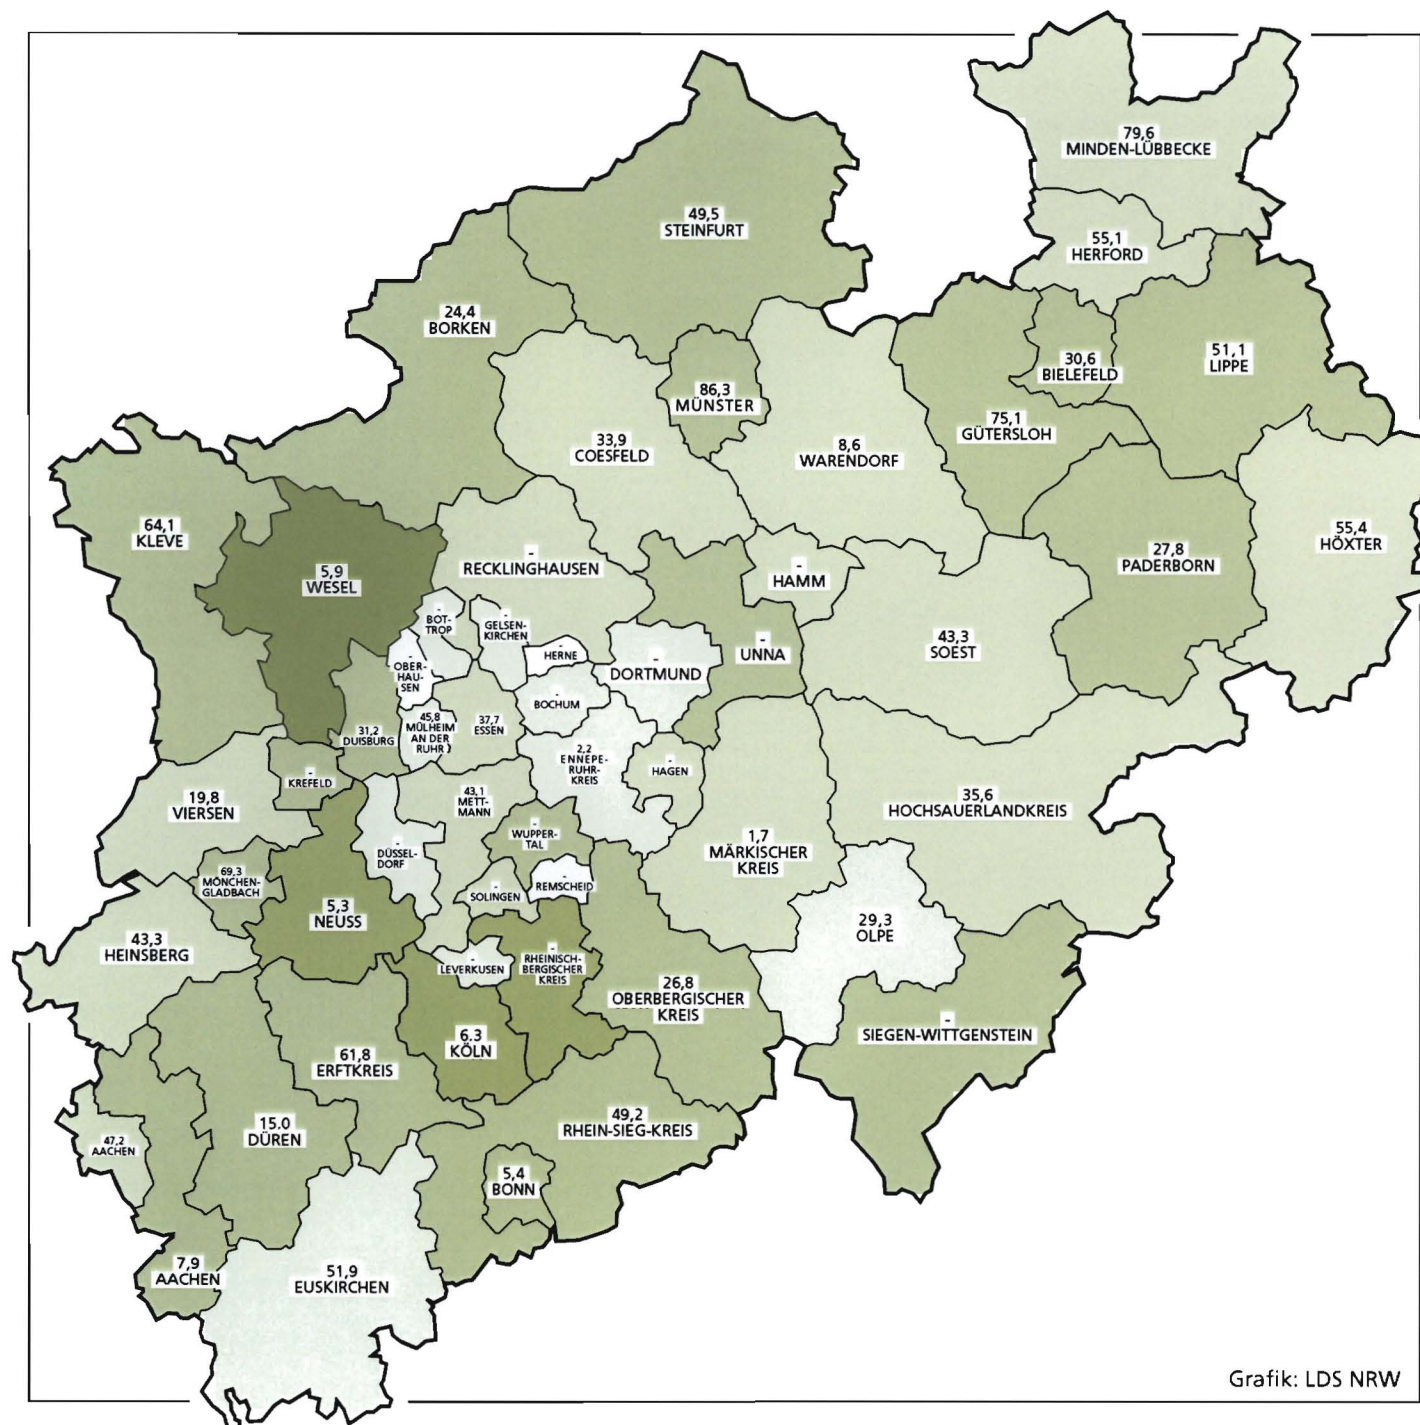 79,6
MINDEN-LÜBBECKE
49,5
STEINFURT
55,1
HERFORD
24,4
BORKEN
51,1
LIPPE
30,6
BIELEFELD
86,3
MÜNSTER
75,1
GÜTERSLOH
33,9
COESFELD
8,6
WARENDORF
64,1
KLEVE
55,4
HÖXTER
27,8
PADERBORN
-
RECKLINGHAUSEN
-
HAMM
5,9
WESEL
-
BOT-
TROP
-
GELSEN-
KIRCHEN
-
HERNE
-
UNNA
43,3
SOEST
-
OBER-
HAU-
SEN
-
DORTMUND
-
BOCHUM
31,2
DUISBURG
45,8
MÜLHEIM
AN DER
RUHR
37,7
ESSEN
2,2
ENNEPE-
RUHR-
KREIS
-
HAGEN
-
KREFELD
19,8
VIERSEN
43,1
METT-
MANN
35,6
HOCHSAUERLANDKREIS
-
WUPPER-
TAL
1,7
MÄRKISCHER
KREIS
-
DÜSSEL-
DORF
69,3
MÖNCHEN-
GLADBACH
-
SOLINGEN
-
REMSCHEID
5,3
NEUSS
29,3
OLPE
43,3
HEINSBERG
-
LEVERKUSEN
-
RHEINISCH-
BERGISCHER
KREIS
26,8
OBERBERGISCHER
KREIS
-
SIEGEN-WITTGENSTEIN
6.3
KÖLN
61,8
ERFTKREIS
15.0
DÜREN
49,2
RHEIN-SIEG-KREIS
47,2
AACHEN
5,4
BONN
7,9
AACHEN
51,9
EUSKIRCHEN
Grafik: LDS NRW